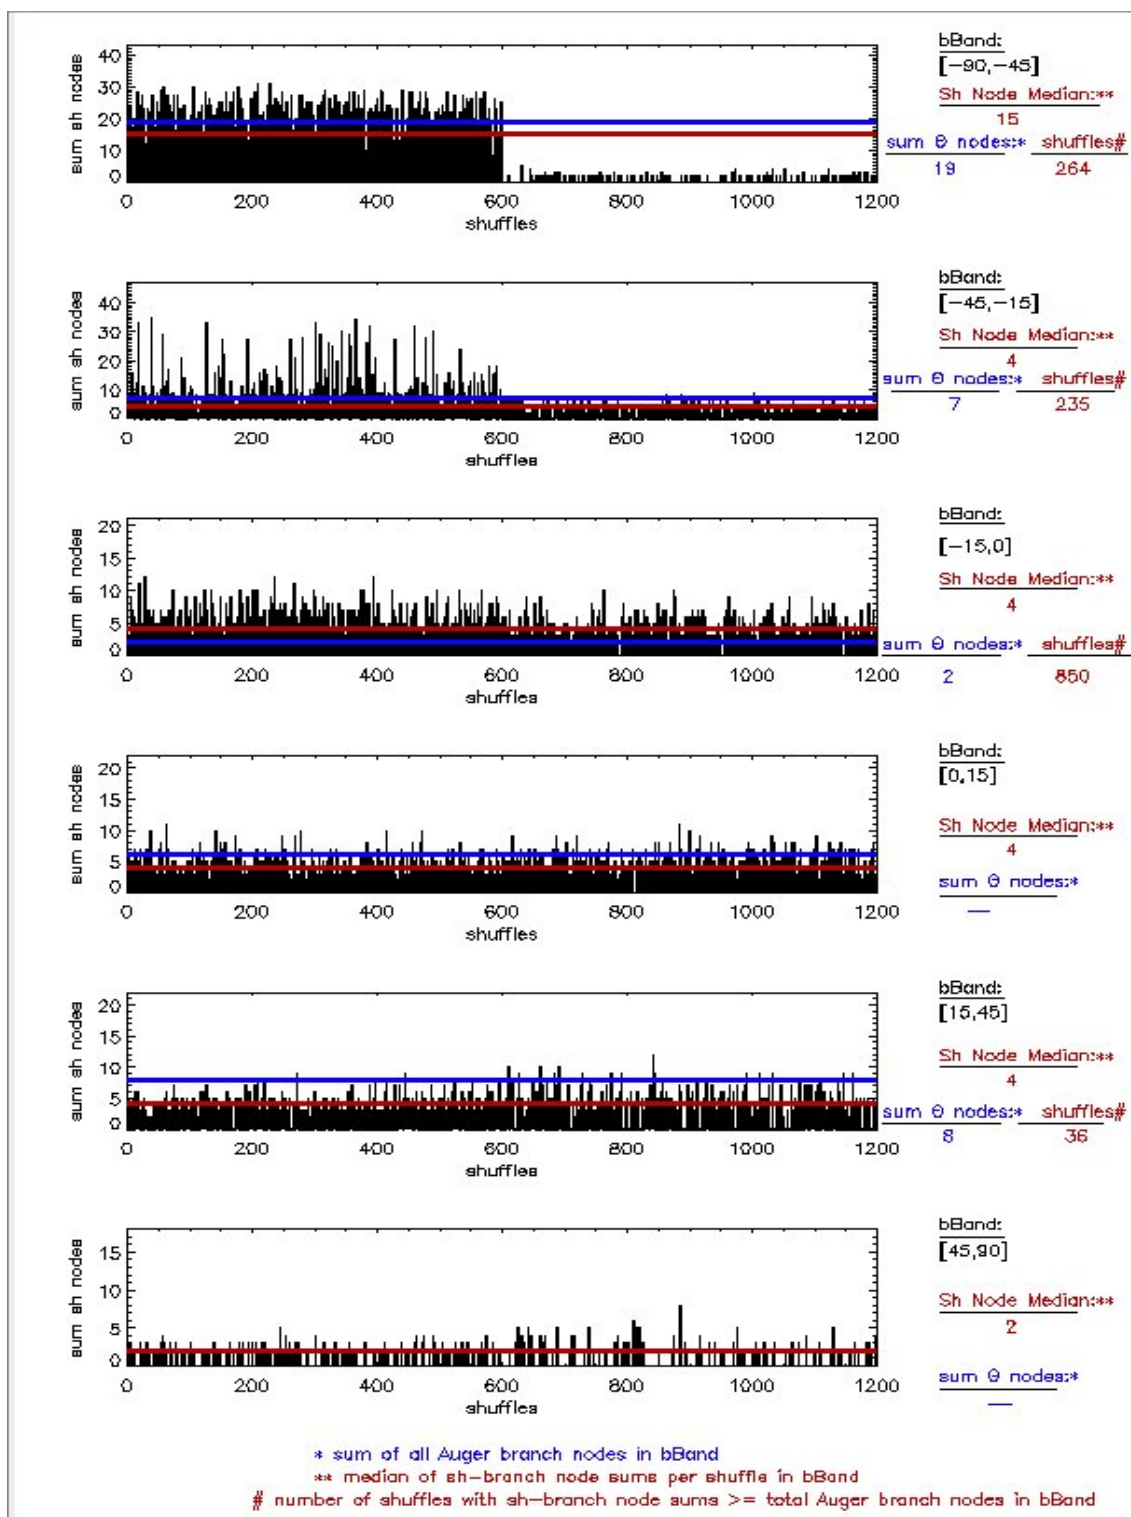 sum sh nodes
40
30
20
10
0
0 200 400 600 800 1000 1200
shuffles
bBand:
[−90,−45]
Sh Node Median:**
15
sum Θ nodes:* shuffles#
19 264
sum sh nodes
40
30
20
10
0
0 200 400 600 800 1000 1200
shuffles
bBand:
[−45,−15]
Sh Node Median:**
4
sum Θ nodes:* shuffles#
7 235
sum sh nodes
20
15
10
5
0
0 200 400 600 800 1000 1200
shuffles
bBand:
[−15,0]
Sh Node Median:**
4
sum Θ nodes:* shuffles#
2 850
sum sh nodes
20
15
10
5
0
0 200 400 600 800 1000 1200
shuffles
bBand:
[0,15]
Sh Node Median:**
4
sum Θ nodes:*
—
sum sh nodes
20
15
10
5
0
0 200 400 600 800 1000 1200
shuffles
bBand:
[15,45]
Sh Node Median:**
4
sum Θ nodes:* shuffles#
8 36
sum sh nodes
15
10
5
0
0 200 400 600 800 1000 1200
shuffles
bBand:
[45,90]
Sh Node Median:**
2
sum Θ nodes:*
—
* sum of all Auger branch nodes in bBand
** median of sh−branch node sums per shuffle in bBand
# number of shuffles with sh−branch node sums >= total Auger branch nodes in bBand